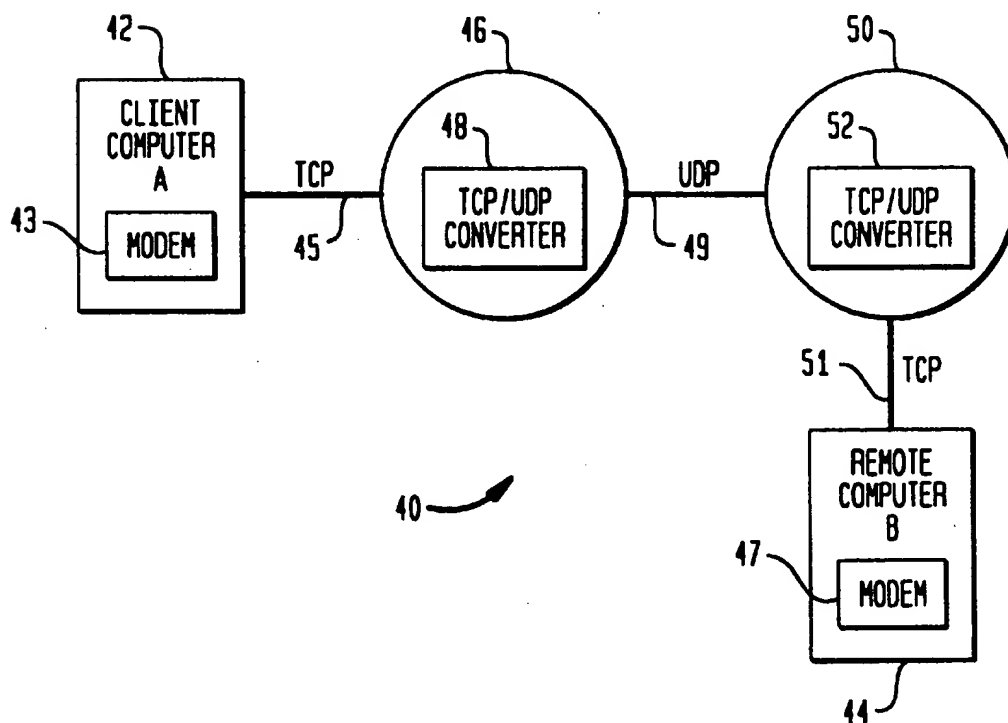 42
46
50
CLIENT
COMPUTER
A
43
MODEM
TCP
45
48
TCP/UDP
CONVERTER
UDP
49
52
TCP/UDP
CONVERTER
51
TCP
40
REMOTE
COMPUTER
B
47
MODEM
44